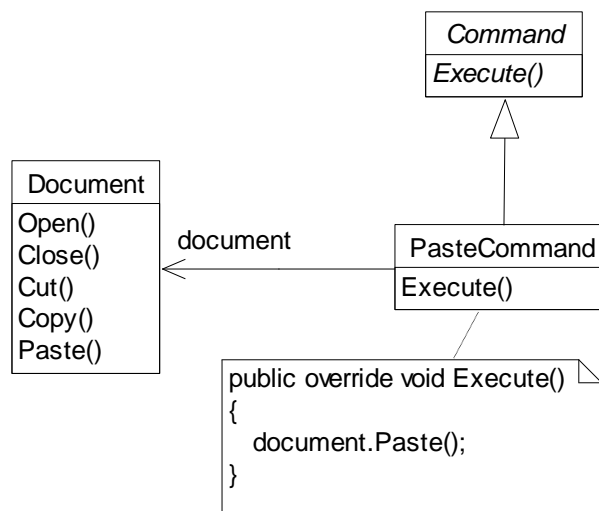 Command
Execute()
Document
Open()
Close()
Cut()
Copy()
Paste()
document
PasteCommand
Execute()
public override void Execute()
{
document.Paste();
}